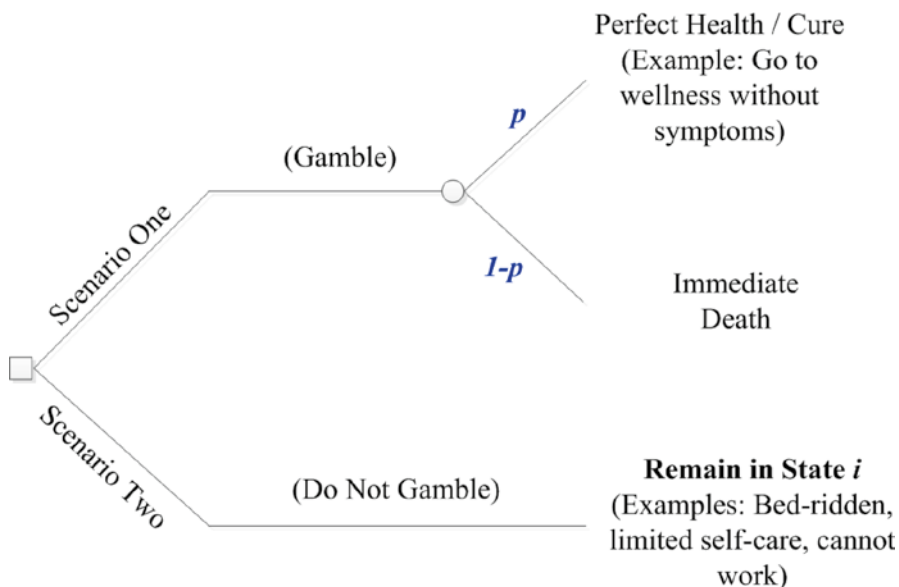 Perfect Health / Cure
(Example: Go to
wellness without
symptoms)
p
(Gamble)
Scenario One
1-p
Immediate
Death
Scenario Two
(Do Not Gamble)
Remain in State i
(Examples: Bed-ridden,
limited self-care, cannot
work)